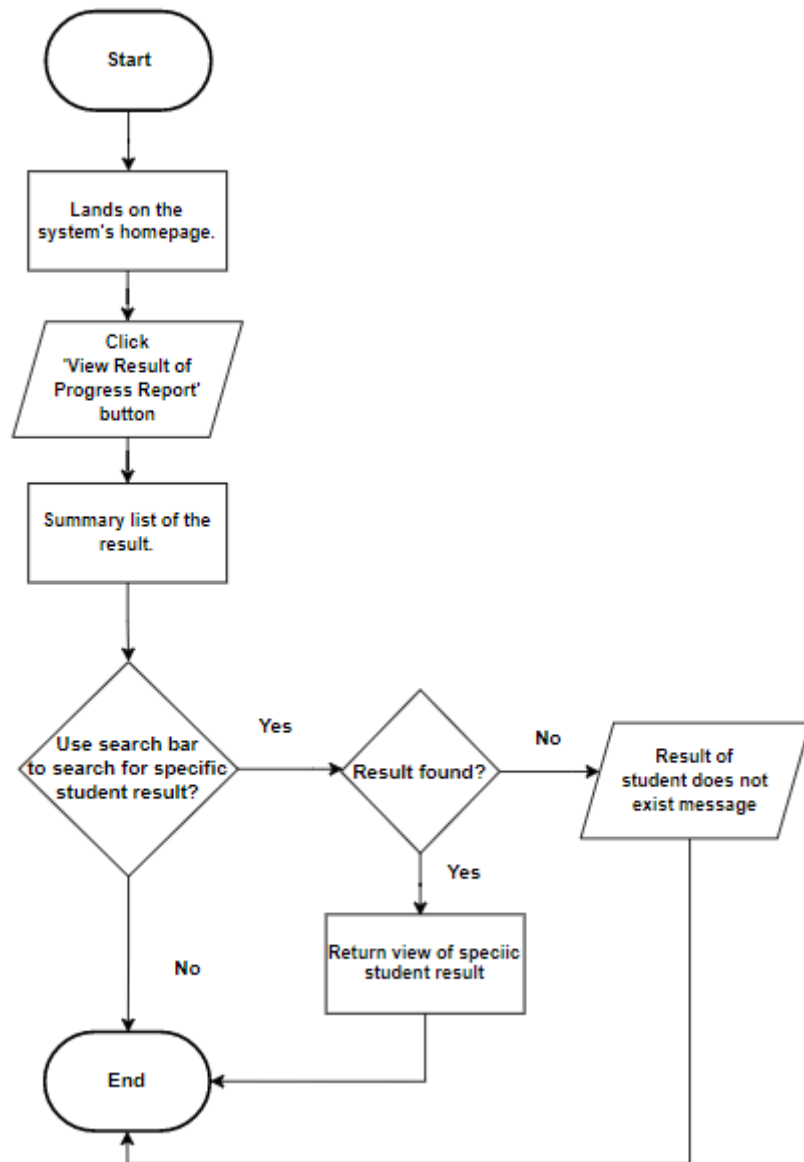 Start
Lands on the
system's homepage.
Click
'View Result of
Progress Report'
button
Summary list of the
result.
Use search bar
to search for specific
student result?
Yes
Result found?
No
Result of
student does not
exist message
Yes
Return view of speciic
student result
No
End